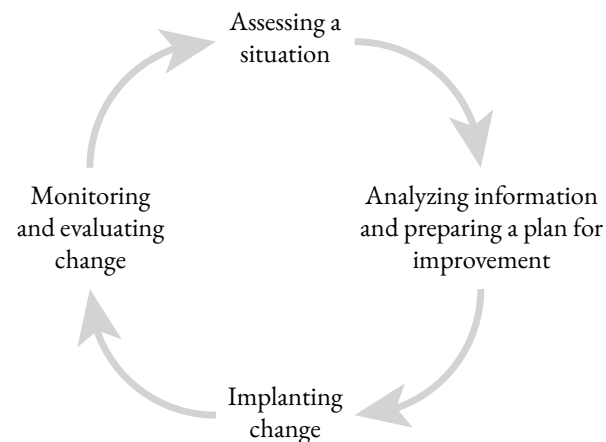 Assessing a
situation
Analyzing information
and preparing a plan for
improvement
Implanting
change
Monitoring
and evaluating
change